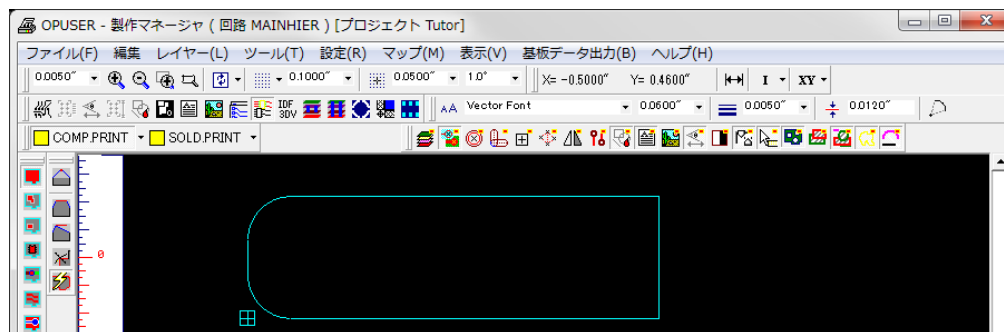 OPUSER - 製作マネージャ ( 回路 MAINHIER ) [プロジェクト Tutor]
ファイル(F) 編集 レイヤー(L) ツール(T) 設定(R) マップ(M) 表示(V) 基板データ出力(B) ヘルプ(H)
0.0050" 0.1000" 0.0500" 1.0° X= -0.5000" Y= 0.4600" I XY
IDF 3DV AA Vector Font 0.0600" 0.0050" 0.0120"
COMP.PRINT SOLD.PRINT
0